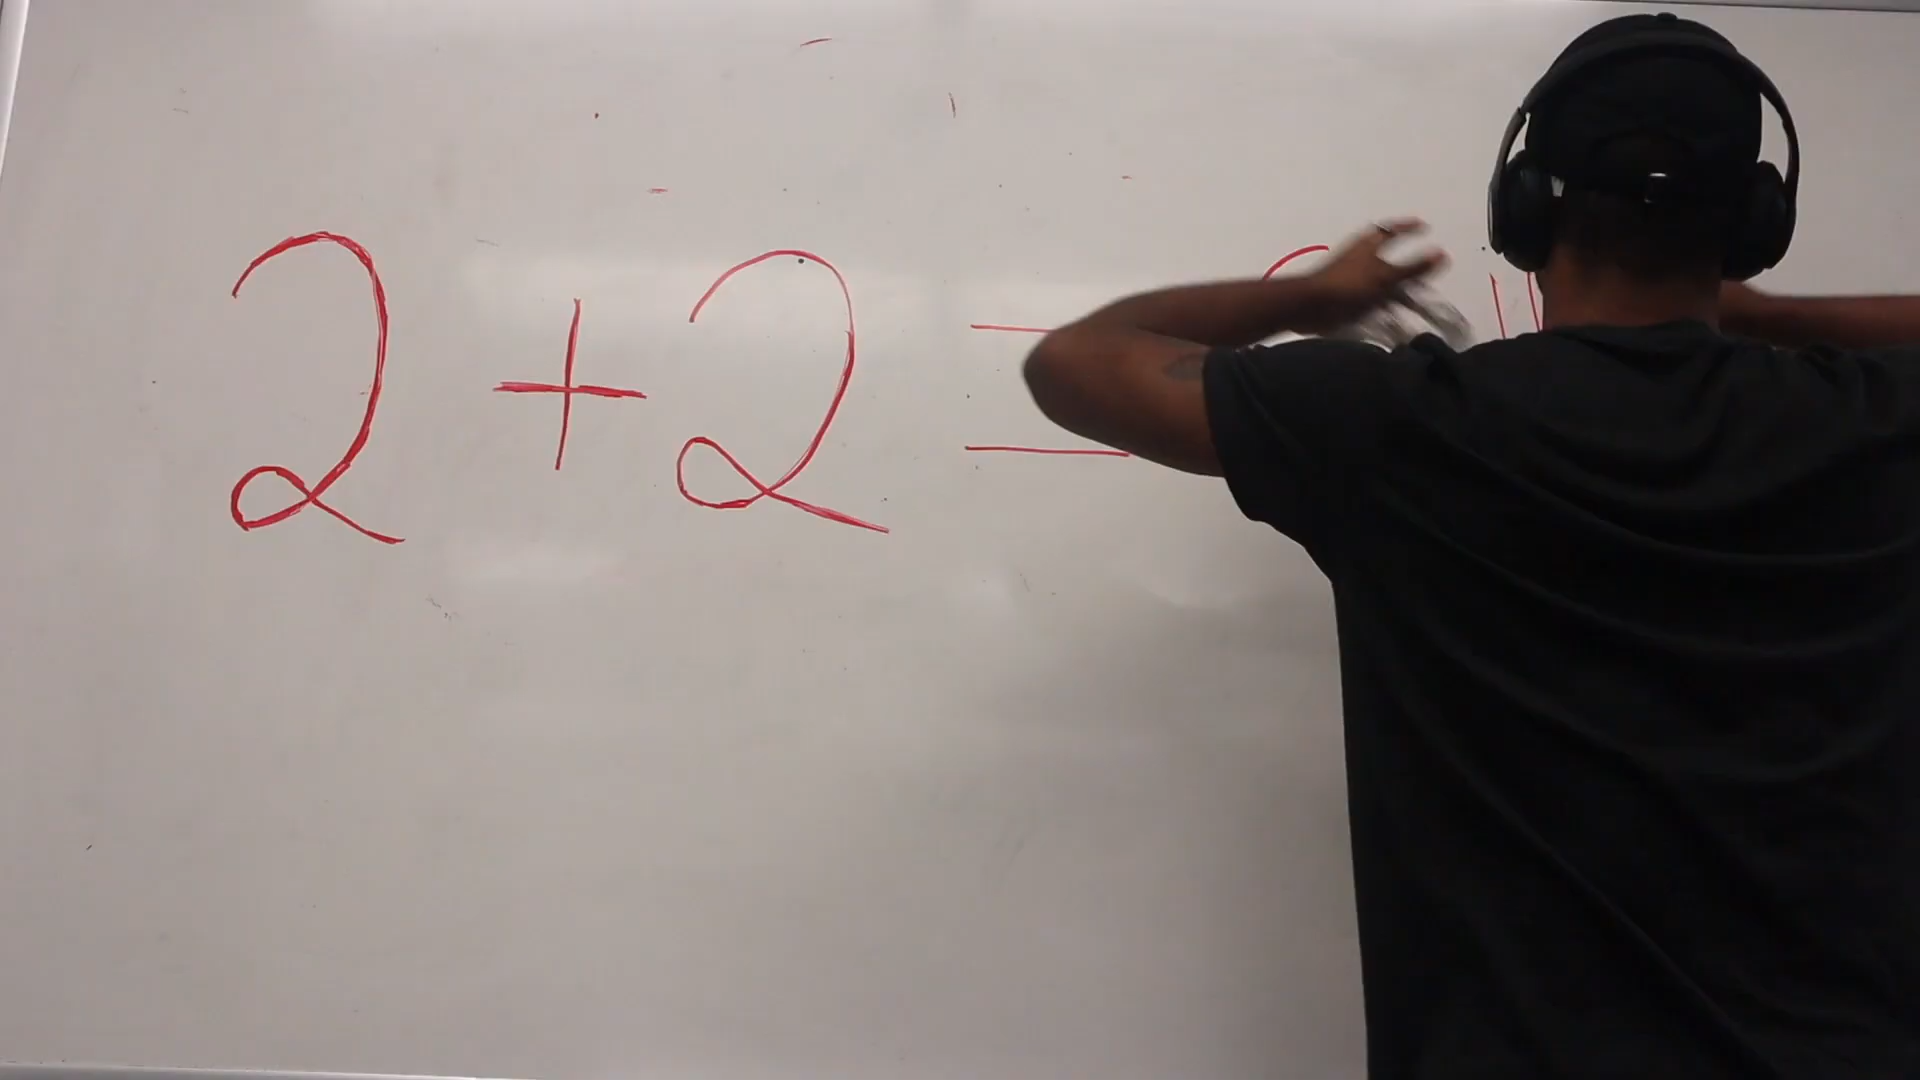 2 + 2 =